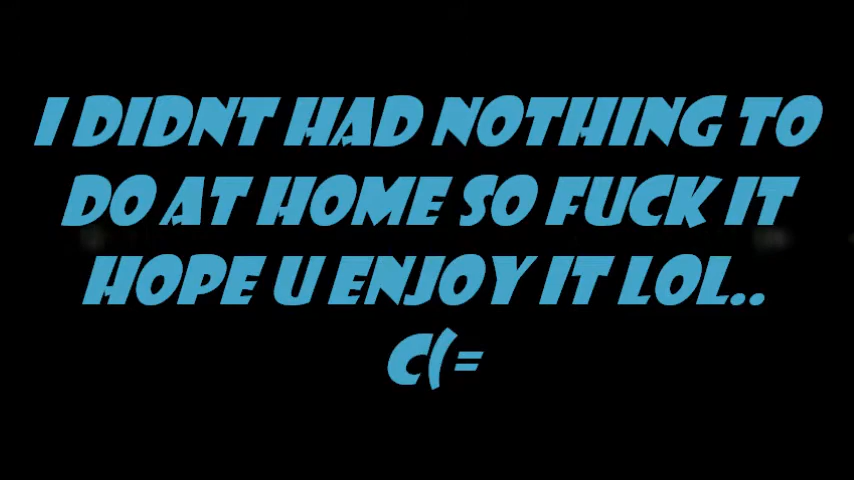 I DIDNT HAD NOTHING TO
DO AT HOME SO FUCK IT
HOPE U ENJOY IT LOL..
C(=